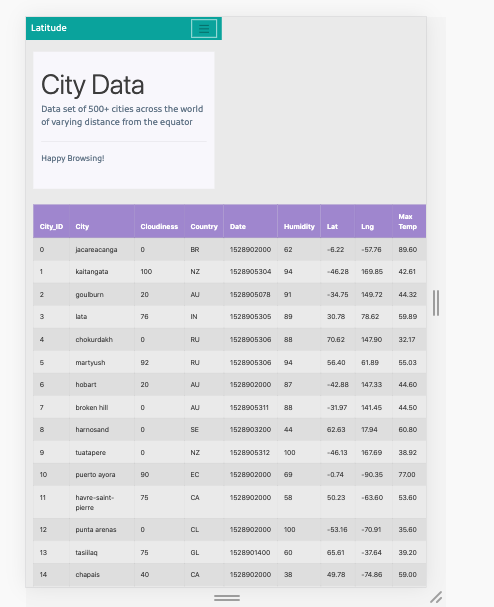 Latitude
City Data
Data set of 500+ cities across the world
of varying distance from the equator
Happy Browsing!
City_ID City Cloudiness Country Date Humidity Lat Lng Max Temp
0 jacareacanga 0 BR 1528902000 62 -6.22 -57.76 89.60
1 kaitangata 100 NZ 1528905304 94 -46.28 169.85 42.61
2 goulburn 20 AU 1528905078 91 -34.75 149.72 44.32
3 lata 76 IN 1528905305 89 30.78 78.62 59.89
4 chokurdakh 0 RU 1528905306 88 70.62 147.90 32.17
5 martyush 92 RU 1528905306 94 56.40 61.89 55.03
6 hobart 20 AU 1528902000 87 -42.88 147.33 44.60
7 broken hill 0 AU 1528905311 88 -31.97 141.45 44.50
8 harnosand 0 SE 1528903200 44 62.63 17.94 60.80
9 tuatapere 0 NZ 1528905312 100 -46.13 167.69 38.92
10 puerto ayora 90 EC 1528902000 69 -0.74 -90.35 77.00
11 havre-saint-pierre 75 CA 1528902000 58 50.23 -63.60 53.60
12 punta arenas 0 CL 1528902000 100 -53.16 -70.91 35.60
13 tasiilaq 75 GL 1528901400 60 65.61 -37.64 39.20
14 chapais 40 CA 1528902000 38 49.78 -74.86 59.00